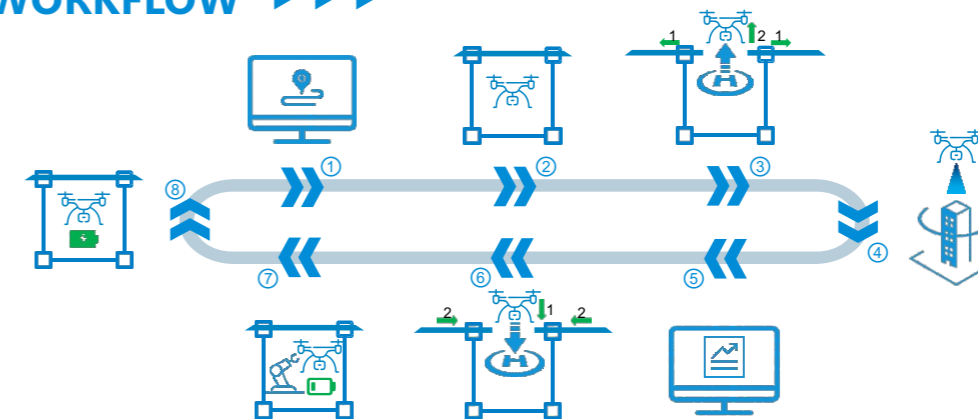 WORKFLOW
1 2 1
① ② ③
⑧
④
⑦ ⑥ ⑤
2 1 2